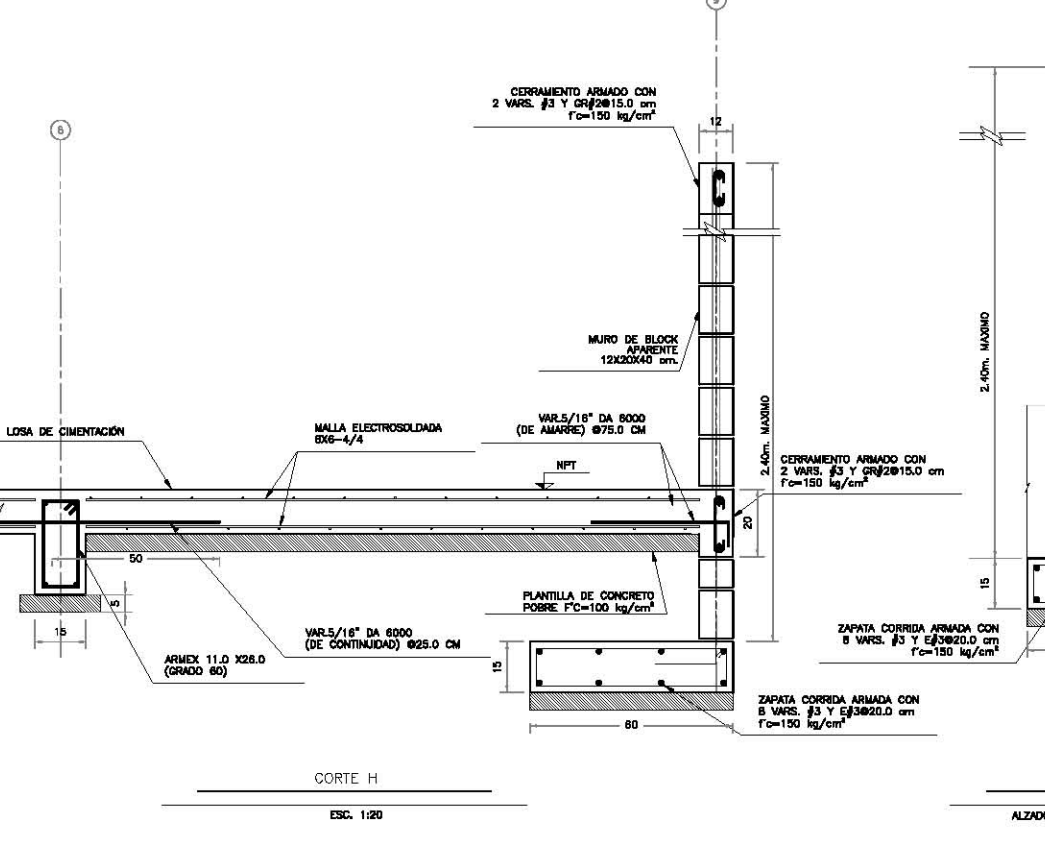 6
CERRAMIENTO ARMADO CON
2 VARS. #3 Y GR#2@15.0 cm
f'c=150 kg/cm²
12
MURO DE BLOCK
APARENTE
12X20X40 cm.
2.40m. MAXIMO
2.40m. MAXIMO
LOSA DE CIMENTACIÓN
MALLA ELECTROSOLDADA
6X6-4/4
VAR.5/16" DA 6000
(DE AMARRE) @75.0 CM
NPT
CERRAMIENTO ARMADO CON
2 VARS. #3 Y GR#2@15.0 cm
f'c=150 kg/cm²
20
50
5
15
PLANTILLA DE CONCRETO
POBRE F'C=100 kg/cm²
15
VAR.5/16" DA 6000
(DE CONTINUIDAD) @25.0 CM
ARMEX 11.0 X26.0
(GRADO 60)
15
ZAPATA CORRIDA ARMADA CON
8 VARS. #3 Y E#3@20.0 cm
f'c=150 kg/cm²
ZAPATA CORRIDA ARMADA CON
8 VARS. #3 Y E#3@20.0 cm
f'c=150 kg/cm²
60
CORTE H
ESC. 1:20
ALZADO